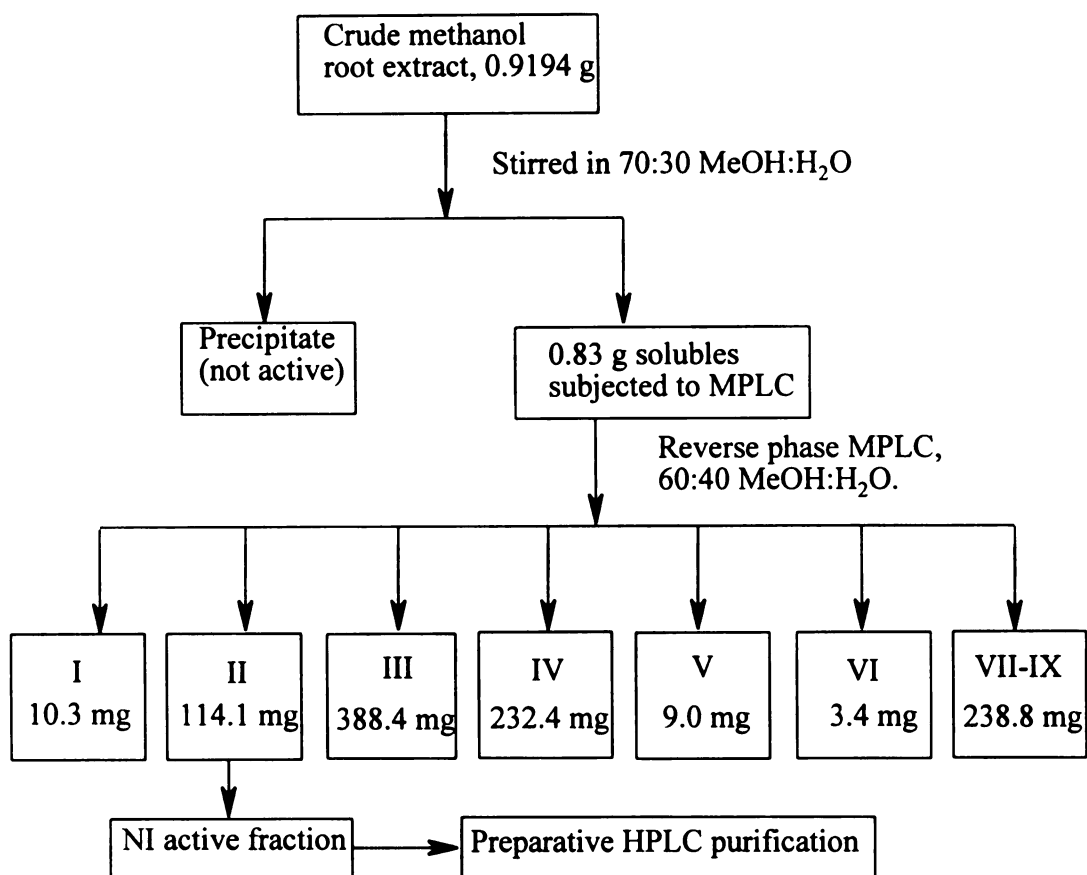 Crude methanol
root extract, 0.9194 g
Stirred in 70:30 MeOH:H₂O
Precipitate
(not active)
0.83 g solubles
subjected to MPLC
Reverse phase MPLC,
60:40 MeOH:H₂O.
I
10.3 mg
II
114.1 mg
III
388.4 mg
IV
232.4 mg
V
9.0 mg
VI
3.4 mg
VII-IX
238.8 mg
NI active fraction
Preparative HPLC purification